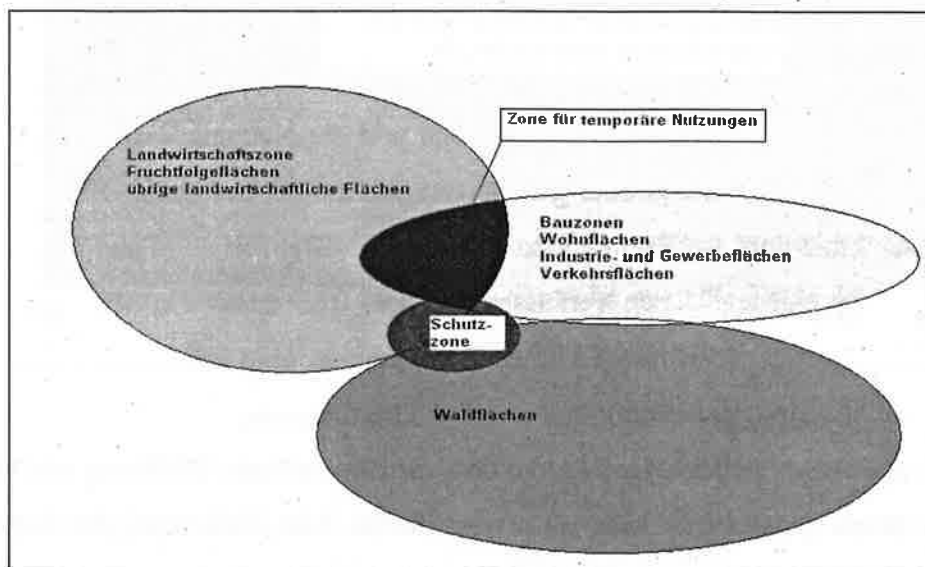 Zone für temporäre Nutzungen
Landwirtschaftszone
Fruchtfolgeflächen
übrige landwirtschaftliche Flächen
Bauzonen
Wohnflächen
Industrie- und Gewerbeflächen
Verkehrsflächen
Schutz-
zone
Waldflächen